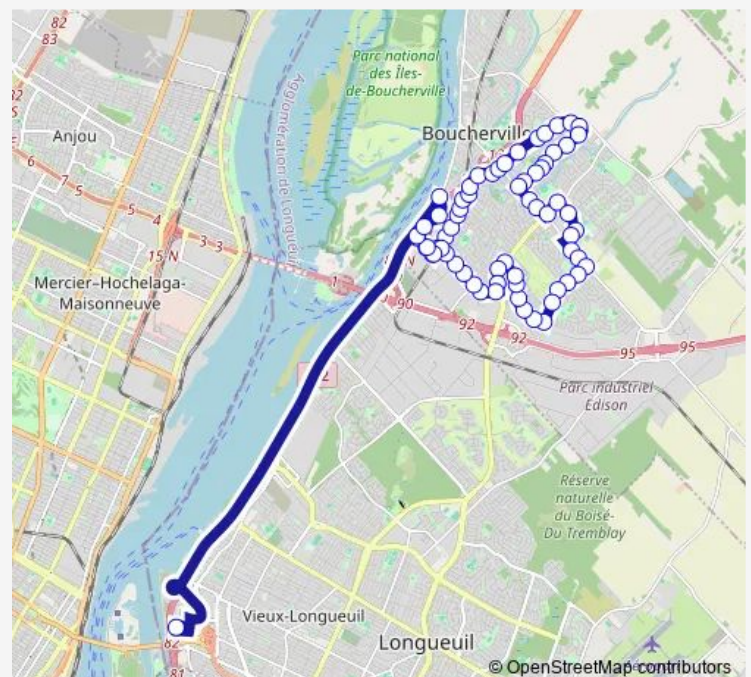 82
83
Parc national
des Îles-
de-Boucherville
Agglomération de Longueuil
Anjou
Boucherville
6
7
5
5
4
3
3
15 N
1
N
90
92
92
95
95
Mercier–Hochelaga-
Maisonneuve
Parc industriel
Edison
Réserve
naturelle
du Boisé-
Du Tremblay
Vieux-Longueuil
82
81
Longueuil
© OpenStreetMap contributors